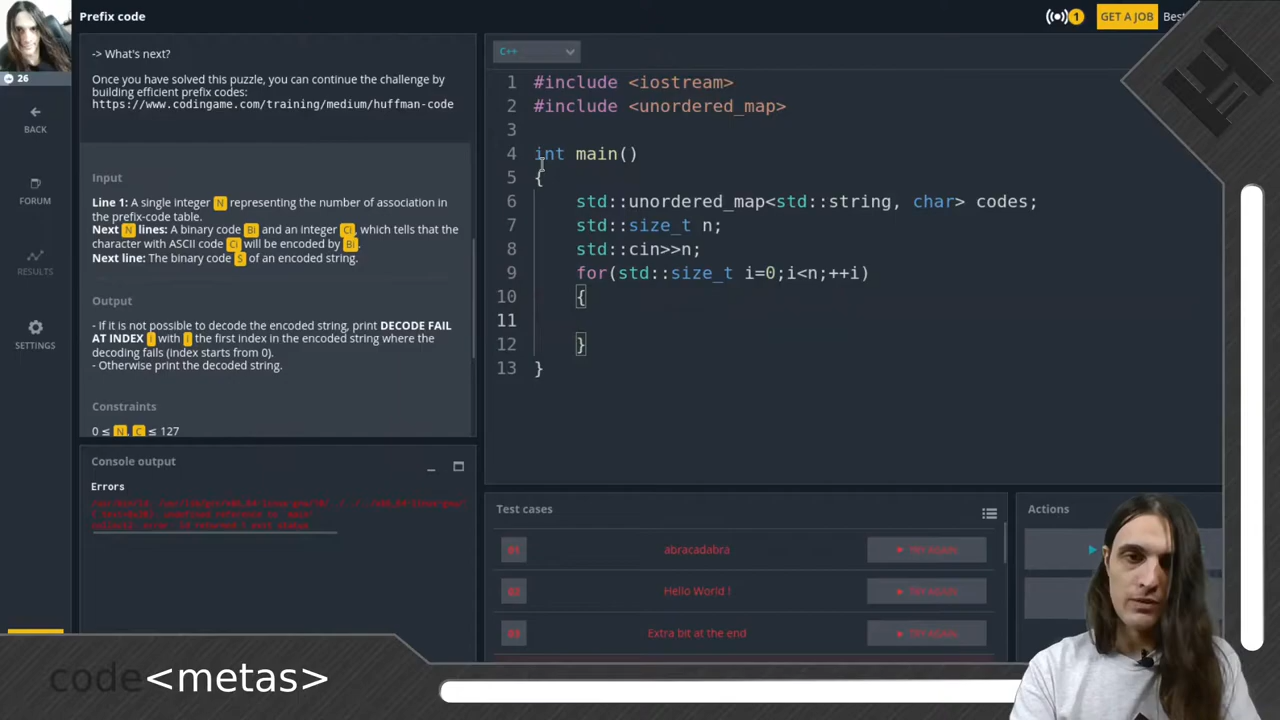 Prefix code
1
GET A JOB
Best
26
BACK
FORUM
RESULTS
SETTINGS
-> What's next?
Once you have solved this puzzle, you can continue the challenge by
building efficient prefix codes:
https://www.codingame.com/training/medium/huffman-code
Input
Line 1: A single integer N representing the number of association in
the prefix-code table.
Next N lines: A binary code Bi and an integer Ci, which tells that the
character with ASCII code Ci will be encoded by Bi.
Next line: The binary code S of an encoded string.
Output
- If it is not possible to decode the encoded string, print DECODE FAIL
AT INDEX i with i the first index in the encoded string where the
decoding fails (index starts from 0).
- Otherwise print the decoded string.
Constraints
0 ≤ N, C ≤ 127
Console output
Errors
C++
1 #include <iostream>
2 #include <unordered_map>
3
4 int main()
5 {
6 std::unordered_map<std::string, char> codes;
7 std::size_t n;
8 std::cin>>n;
9 for(std::size_t i=0;i<n;++i)
10 {
11
12 }
13 }
Test cases
01 abracadabra
02 Hello World !
03 Extra bit at the end
Actions
code<metas>